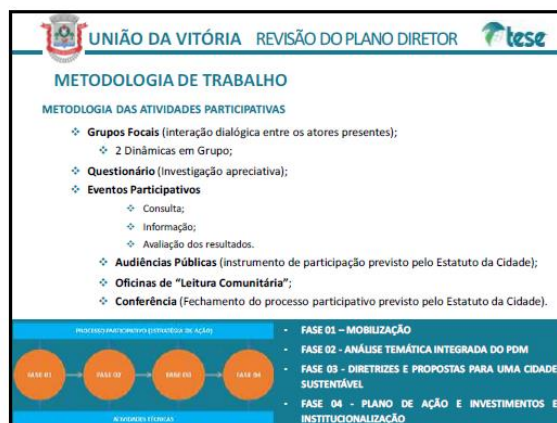 UNIÃO DA VITÓRIA REVISÃO DO PLANO DIRETOR tese
METODOLOGIA DE TRABALHO
METODLOGIA DAS ATIVIDADES PARTICIPATIVAS
Grupos Focais (interação dialógica entre os atores presentes);
2 Dinâmicas em Grupo;
Questionário (Investigação apreciativa);
Eventos Participativos
Consulta;
Informação;
Avaliação dos resultados.
Audiências Públicas (instrumento de participação previsto pelo Estatuto da Cidade);
Oficinas de “Leitura Comunitária”;
Conferência (Fechamento do processo participativo previsto pelo Estatuto da Cidade).
PROCESSO PARTICIPATIVO (ESTRATÉGIA DE AÇÃO)
FASE 01 FASE 02 FASE 03 FASE 04
ATIVIDADES TÉCNICAS
- FASE 01 – MOBILIZAÇÃO
- FASE 02 - ANÁLISE TEMÁTICA INTEGRADA DO PDM
- FASE 03 - DIRETRIZES E PROPOSTAS PARA UMA CIDADE
SUSTENTÁVEL
- FASE 04 - PLANO DE AÇÃO E INVESTIMENTOS E
INSTITUCIONALIZAÇÃO